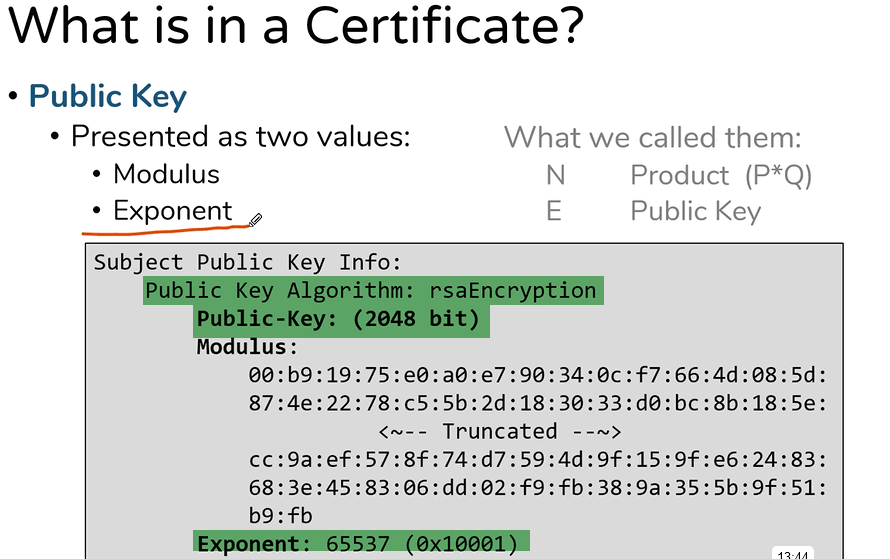 What is in a Certificate?
• Public Key
• Presented as two values:
What we called them:
• Modulus
N Product (P*Q)
• Exponent
E Public Key
Subject Public Key Info:
Public Key Algorithm: rsaEncryption
Public-Key: (2048 bit)
Modulus:
00:b9:19:75:e0:a0:e7:90:34:0c:f7:66:4d:08:5d:
87:4e:22:78:c5:5b:2d:18:30:33:d0:bc:8b:18:5e:
<~-- Truncated --~>
cc:9a:ef:57:8f:74:d7:59:4d:9f:15:9f:e6:24:83:
68:3e:45:83:06:dd:02:f9:fb:38:9a:35:5b:9f:51:
b9:fb
Exponent: 65537 (0x10001)
13:44